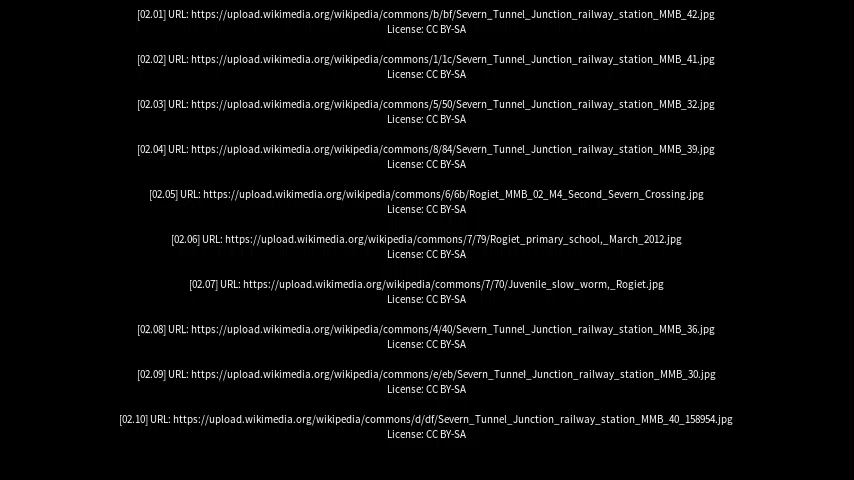 [02.01] URL: https://upload.wikimedia.org/wikipedia/commons/b/bf/Severn_Tunnel_Junction_railway_station_MMB_42.jpg
License: CC BY-SA
[02.02] URL: https://upload.wikimedia.org/wikipedia/commons/1/1c/Severn_Tunnel_Junction_railway_station_MMB_41.jpg
License: CC BY-SA
[02.03] URL: https://upload.wikimedia.org/wikipedia/commons/5/50/Severn_Tunnel_Junction_railway_station_MMB_32.jpg
License: CC BY-SA
[02.04] URL: https://upload.wikimedia.org/wikipedia/commons/8/84/Severn_Tunnel_Junction_railway_station_MMB_39.jpg
License: CC BY-SA
[02.05] URL: https://upload.wikimedia.org/wikipedia/commons/6/6b/Rogiet_MMB_02_M4_Second_Severn_Crossing.jpg
License: CC BY-SA
[02.06] URL: https://upload.wikimedia.org/wikipedia/commons/7/79/Rogiet_primary_school,_March_2012.jpg
License: CC BY-SA
[02.07] URL: https://upload.wikimedia.org/wikipedia/commons/7/70/Juvenile_slow_worm,_Rogiet.jpg
License: CC BY-SA
[02.08] URL: https://upload.wikimedia.org/wikipedia/commons/4/40/Severn_Tunnel_Junction_railway_station_MMB_36.jpg
License: CC BY-SA
[02.09] URL: https://upload.wikimedia.org/wikipedia/commons/e/eb/Severn_Tunnel_Junction_railway_station_MMB_30.jpg
License: CC BY-SA
[02.10] URL: https://upload.wikimedia.org/wikipedia/commons/d/df/Severn_Tunnel_Junction_railway_station_MMB_40_158954.jpg
License: CC BY-SA